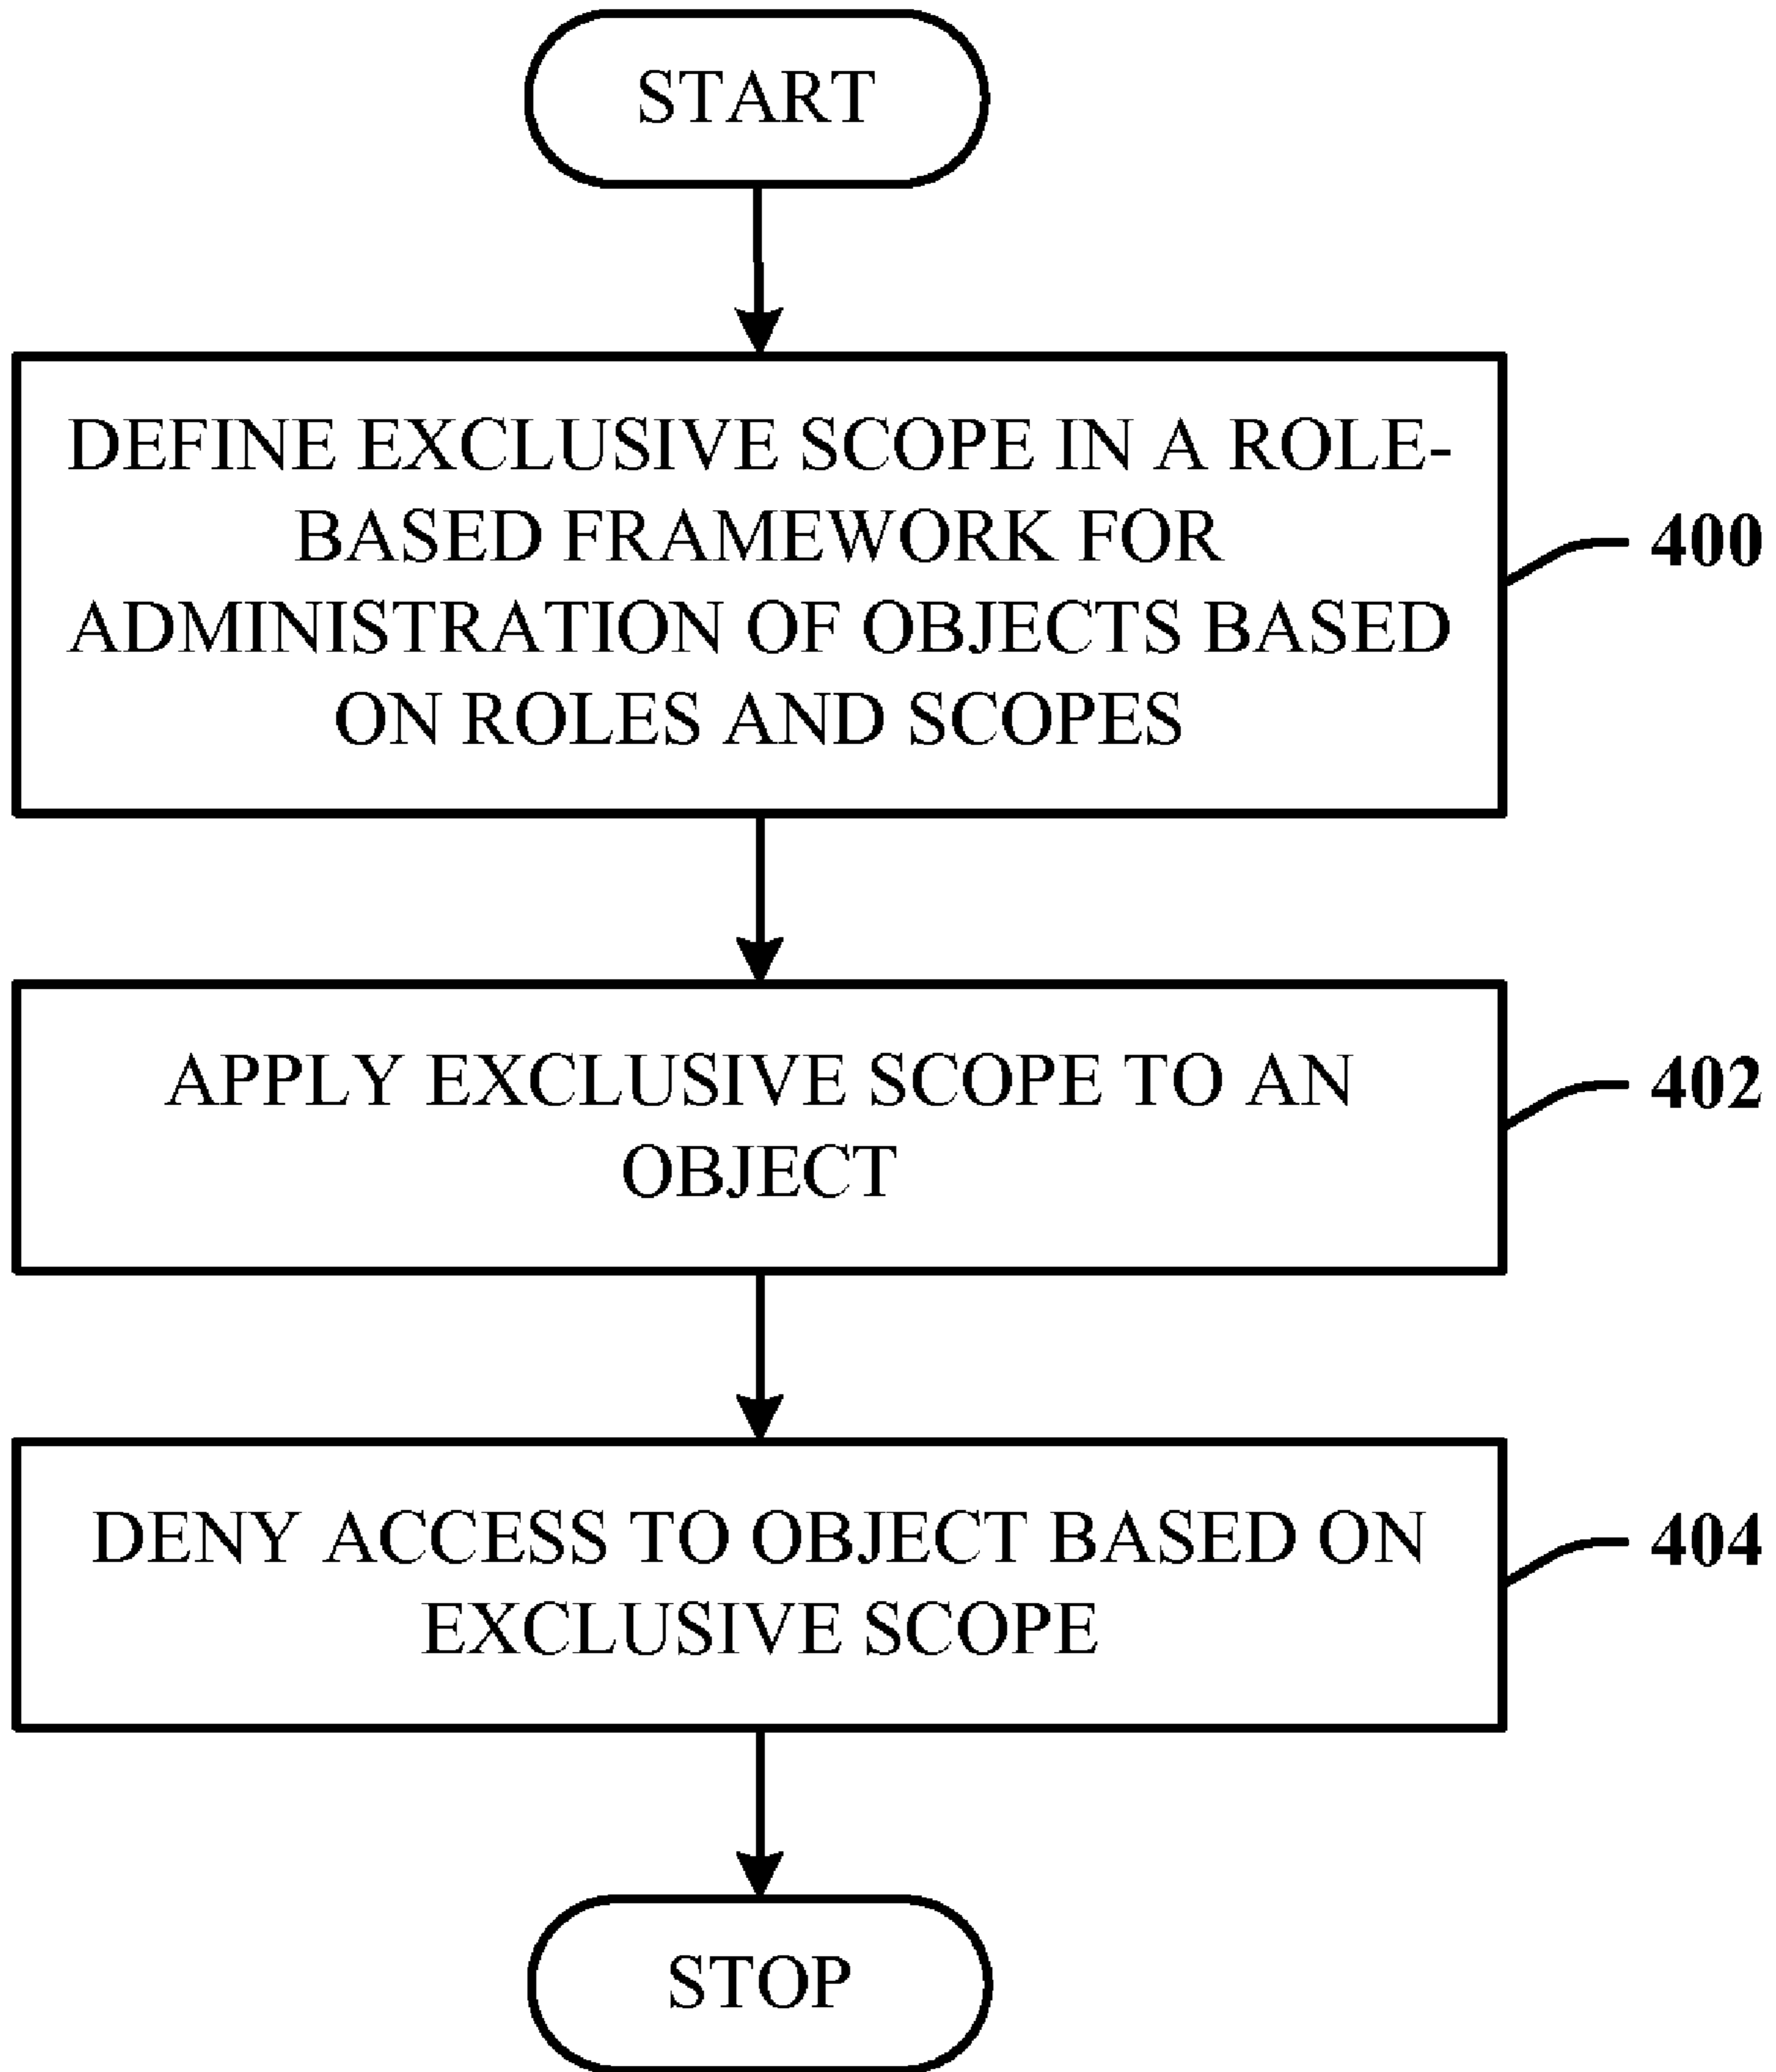 START
DEFINE EXCLUSIVE SCOPE IN A ROLE-
BASED FRAMEWORK FOR
ADMINISTRATION OF OBJECTS BASED
ON ROLES AND SCOPES
400
APPLY EXCLUSIVE SCOPE TO AN
OBJECT
402
DENY ACCESS TO OBJECT BASED ON
EXCLUSIVE SCOPE
404
STOP